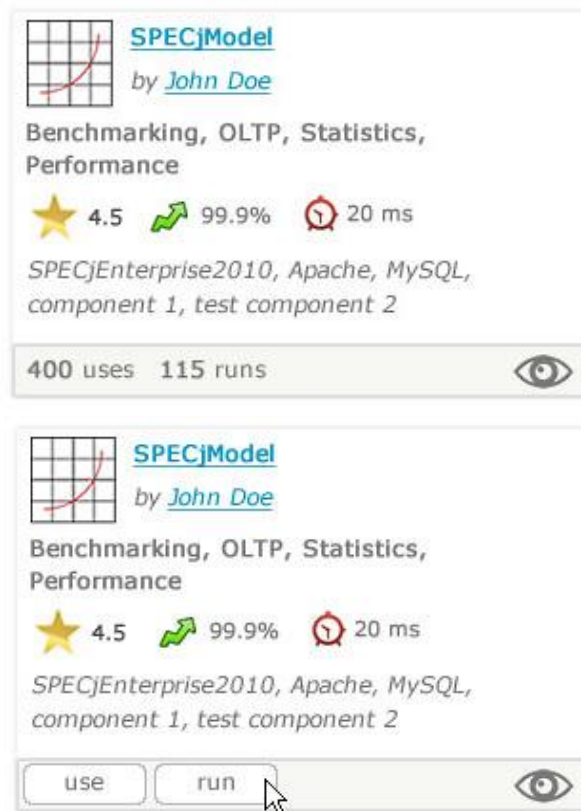 SPECjModel
by John Doe
Benchmarking, OLTP, Statistics,
Performance
4.5 99.9% 20 ms
SPECjEnterprise2010, Apache, MySQL,
component 1, test component 2
400 uses 115 runs
SPECjModel
by John Doe
Benchmarking, OLTP, Statistics,
Performance
4.5 99.9% 20 ms
SPECjEnterprise2010, Apache, MySQL,
component 1, test component 2
use run